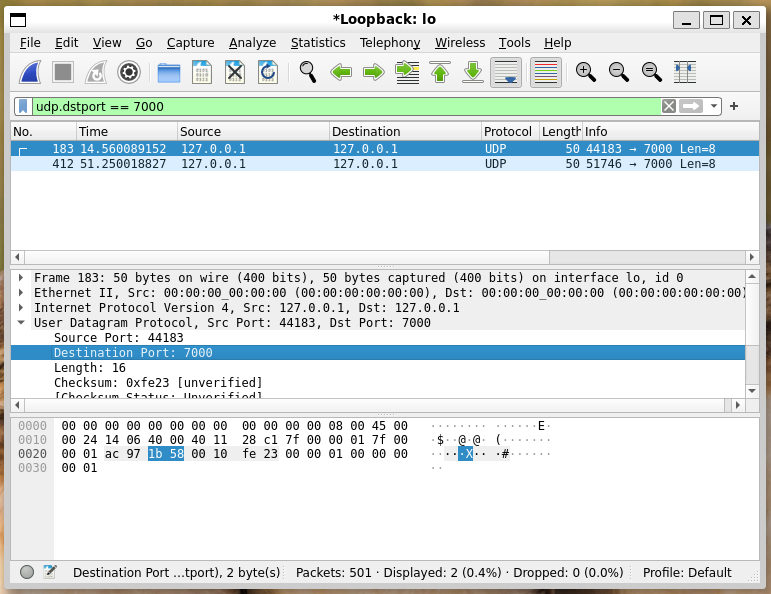 *Loopback: lo
File Edit View Go Capture Analyze Statistics Telephony Wireless Tools Help
udp.dstport == 7000
No. Time Source Destination Protocol Length Info
183 14.560089152 127.0.0.1 127.0.0.1 UDP 50 44183 → 7000 Len=8
412 51.250018827 127.0.0.1 127.0.0.1 UDP 50 51746 → 7000 Len=8
Frame 183: 50 bytes on wire (400 bits), 50 bytes captured (400 bits) on interface lo, id 0
Ethernet II, Src: 00:00:00_00:00:00 (00:00:00:00:00:00), Dst: 00:00:00_00:00:00 (00:00:00:00:00:00)
Internet Protocol Version 4, Src: 127.0.0.1, Dst: 127.0.0.1
User Datagram Protocol, Src Port: 44183, Dst Port: 7000
Source Port: 44183
Destination Port: 7000
Length: 16
Checksum: 0xfe23 [unverified]
[Checksum Status: Unverified]
0000 00 00 00 00 00 00 00 00 00 00 00 00 08 00 45 00 ········ ······E·
0010 00 24 14 06 40 00 40 11 28 c1 7f 00 00 01 7f 00 ·$··@·@· (·······
0020 00 01 ac 97 1b 58 00 10 fe 23 00 00 01 00 00 00 ·····X·· ·#······
0030 00 01 ··
Destination Port ...tport), 2 byte(s) Packets: 501 · Displayed: 2 (0.4%) · Dropped: 0 (0.0%) Profile: Default